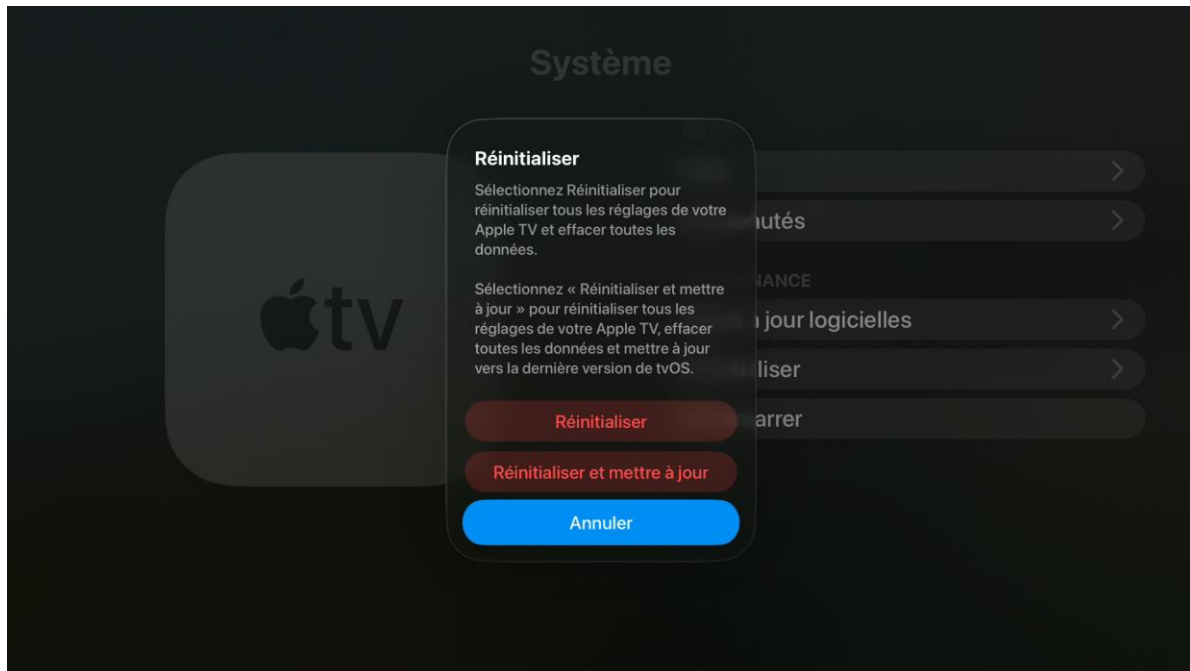 Système
Réinitialiser
Sélectionnez Réinitialiser pour
réinitialiser tous les réglages de votre
Apple TV et effacer toutes les
données.
Sélectionnez « Réinitialiser et mettre
à jour » pour réinitialiser tous les
réglages de votre Apple TV, effacer
toutes les données et mettre à jour
vers la dernière version de tvOS.
Réinitialiser
Réinitialiser et mettre à jour
Annuler
tv
jour logicielles